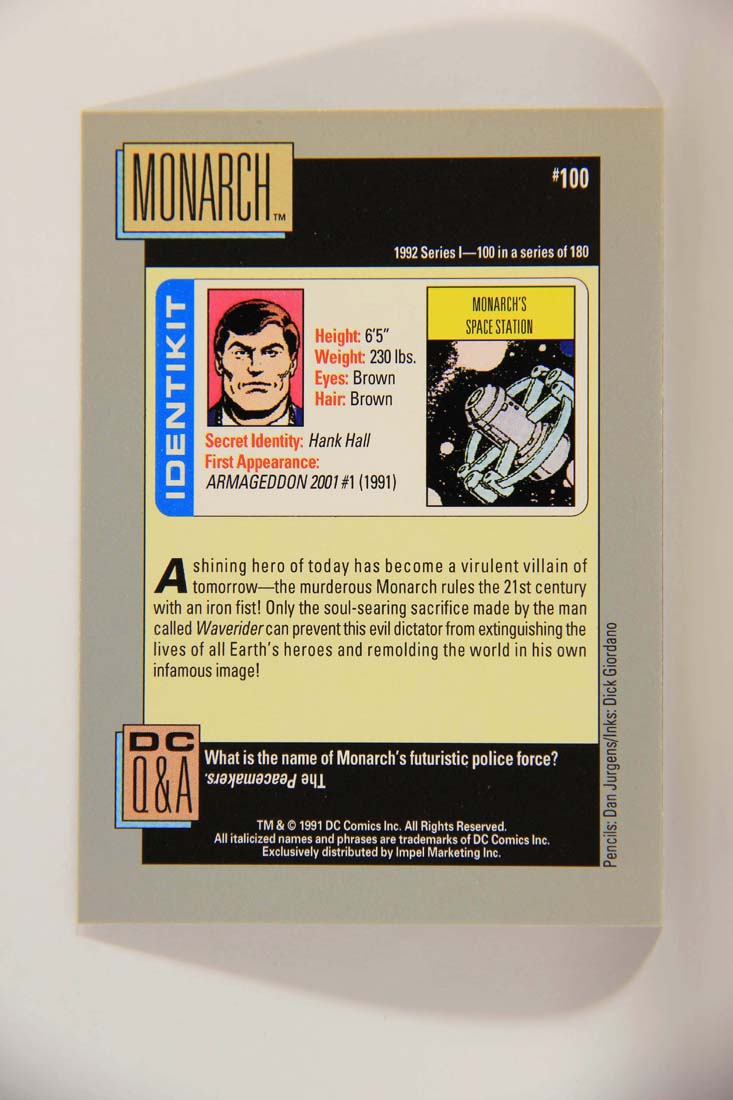 MONARCH™
#100
1992 Series I—100 in a series of 180
IDENTIKIT
Height: 6'5"
Weight: 230 lbs.
Eyes: Brown
Hair: Brown
Secret Identity: Hank Hall
First Appearance:
ARMAGEDDON 2001 #1 (1991)
MONARCH'S
SPACE STATION
A shining hero of today has become a virulent villain of
tomorrow—the murderous Monarch rules the 21st century
with an iron fist! Only the soul-searing sacrifice made by the man
called Waverider can prevent this evil dictator from extinguishing the
lives of all Earth's heroes and remolding the world in his own
infamous image!
DC
Q&A
What is the name of Monarch's futuristic police force?
The Peacemakers.
TM & © 1991 DC Comics Inc. All Rights Reserved.
All italicized names and phrases are trademarks of DC Comics Inc.
Exclusively distributed by Impel Marketing Inc.
Pencils: Dan Jurgens/Inks: Dick Giordano